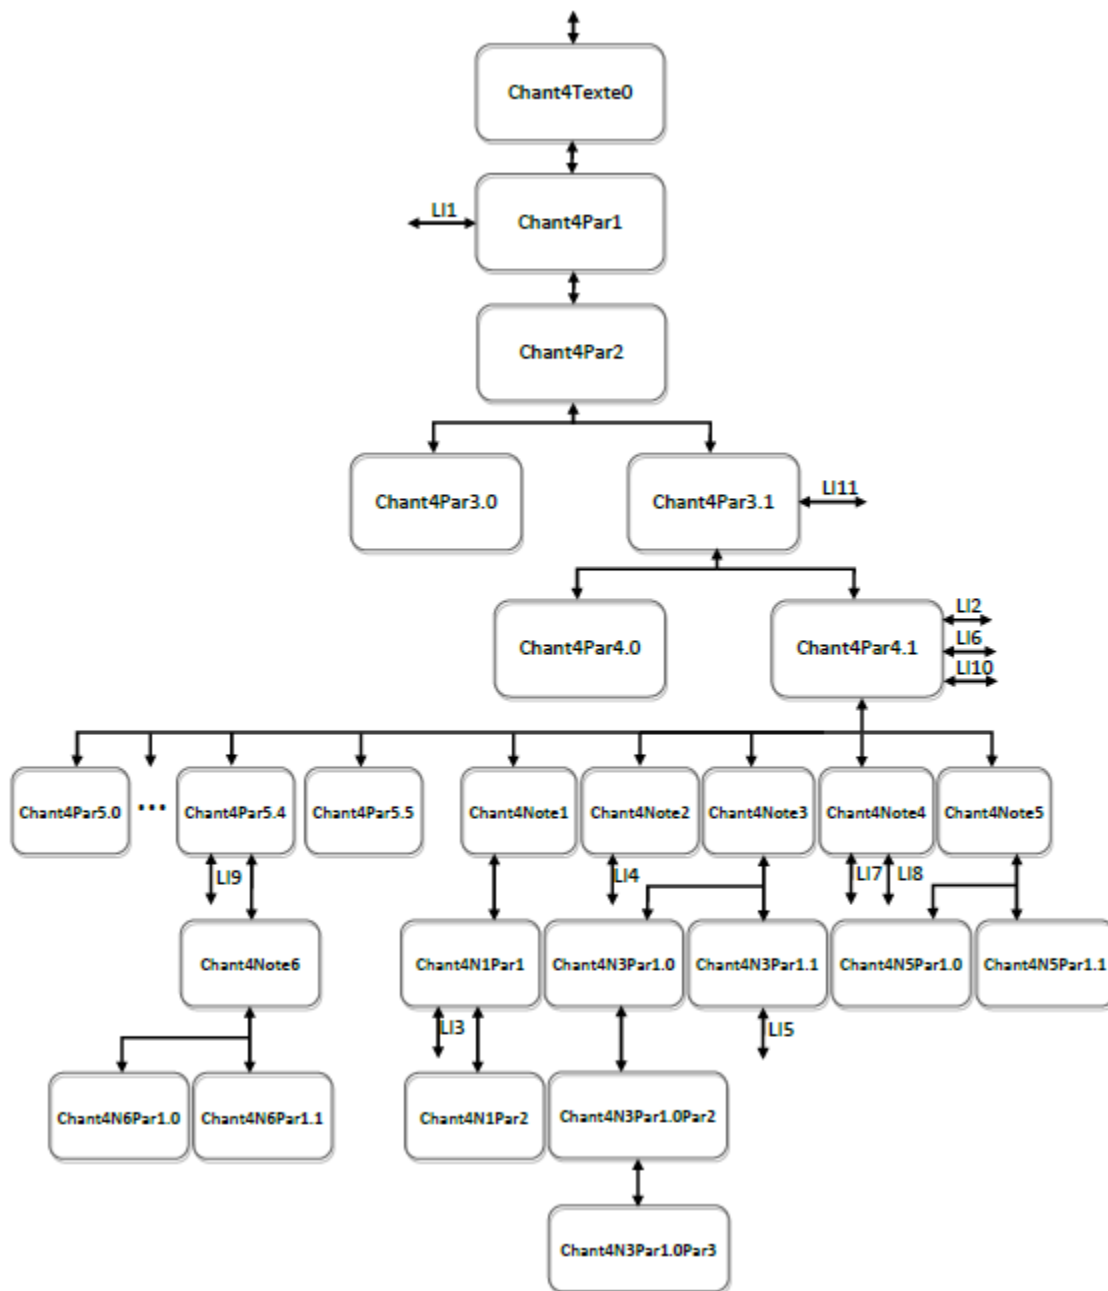 Chant4Texte0
LI1
Chant4Par1
Chant4Par2
Chant4Par3.0
Chant4Par3.1
LI11
Chant4Par4.0
Chant4Par4.1
LI2
LI6
LI10
Chant4Par5.0
...
Chant4Par5.4
Chant4Par5.5
Chant4Note1
Chant4Note2
Chant4Note3
Chant4Note4
Chant4Note5
LI9
LI4
LI7
LI8
Chant4Note6
Chant4N1Par1
Chant4N3Par1.0
Chant4N3Par1.1
Chant4N5Par1.0
Chant4N5Par1.1
LI3
LI5
Chant4N6Par1.0
Chant4N6Par1.1
Chant4N1Par2
Chant4N3Par1.0Par2
Chant4N3Par1.0Par3